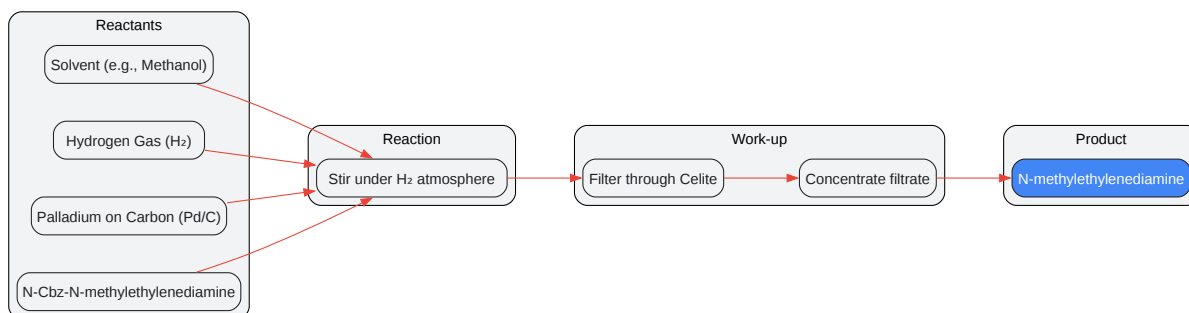 Reactants
Solvent (e.g., Methanol)
Hydrogen Gas (H₂)
Palladium on Carbon (Pd/C)
N-Cbz-N-methylethylenediamine
Reaction
Stir under H₂ atmosphere
Work-up
Filter through Celite
Concentrate filtrate
Product
N-methylethylenediamine